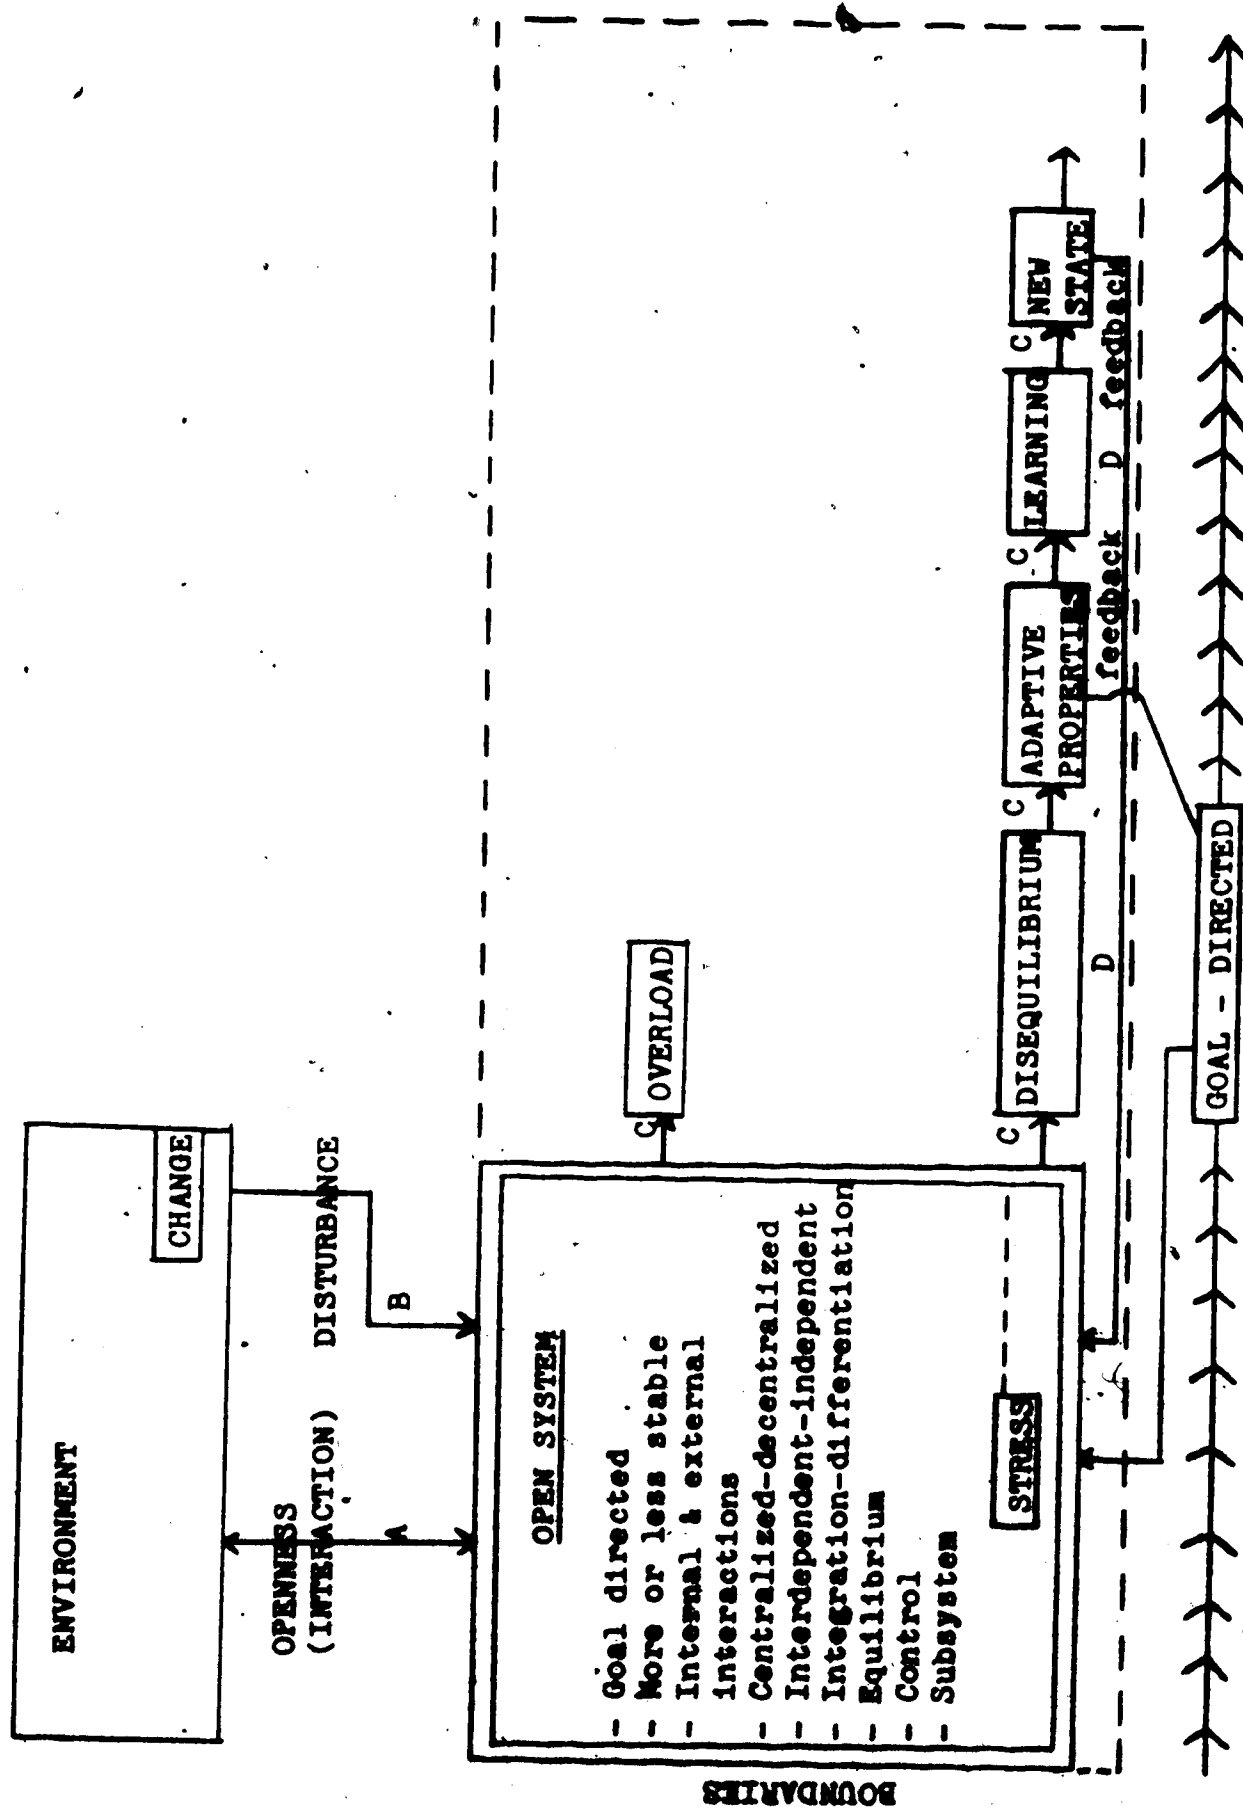 ENVIRONMENT
CHANGE
OPENNESS
(INTERACTION)
DISTURBANCE
A
B
OPEN SYSTEM
- Goal directed
- More or less stable
- Internal & external
interactions
- Centralized-decentralized
- Interdependent-independent
- Integration-differentiation
- Equilibrium
- Control
- Subsystem
STRESS
BOUNDARIES
C
OVERLOAD
C
DISEQUILIBRIUM
C
ADAPTIVE
PROPERTIES
C
LEARNING
C
NEW
STATE
D
feedback
D
feedback
GOAL - DIRECTED